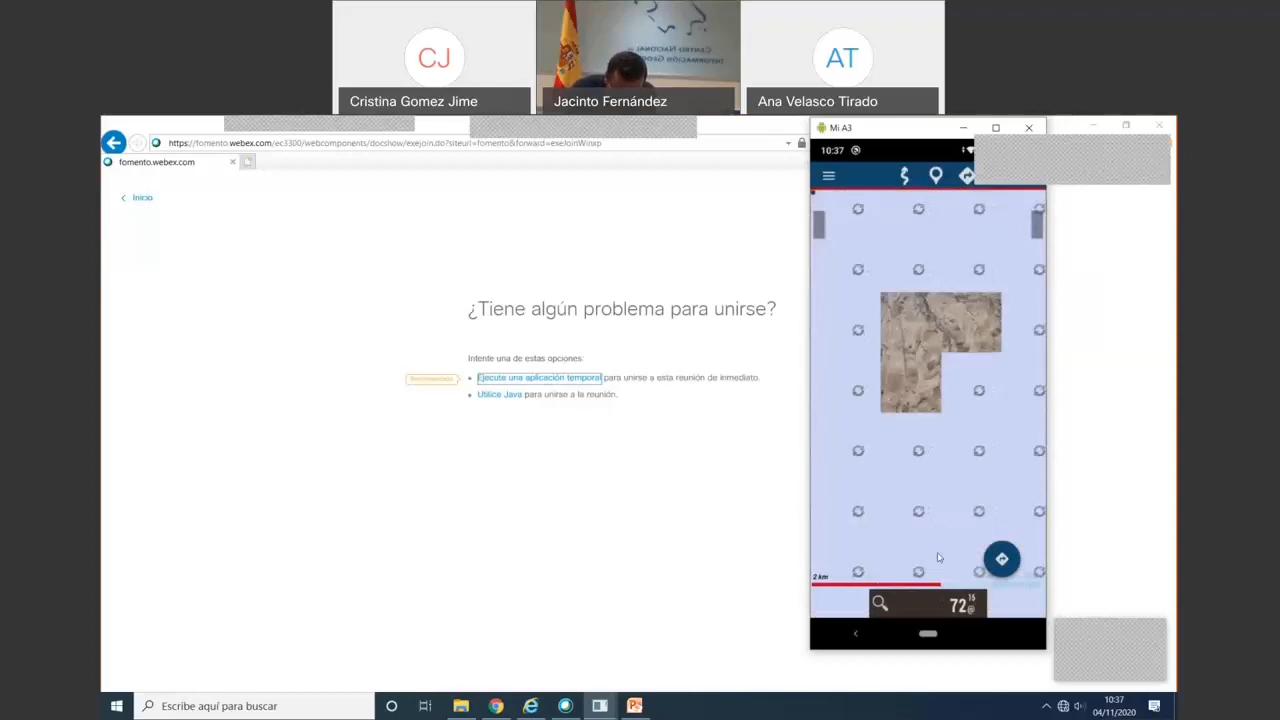 CJ
AT
Cristina Gomez Jime
Jacinto Fernández
Ana Velasco Tirado
Mi A3
https://fomento.webex.com/ec3300/webcomponents/docshow/exejoin.do?siteurl=fomento&forward=exeJoinWinxp
10:37
fomento.webex.com
Inicio
¿Tiene algún problema para unirse?
Intente una de estas opciones:
Ejecute una aplicación temporal para unirse a esta reunión de inmediato.
Utilice Java para unirse a la reunión.
2 km
72 15 @
Escribe aquí para buscar
10:37
04/11/2020